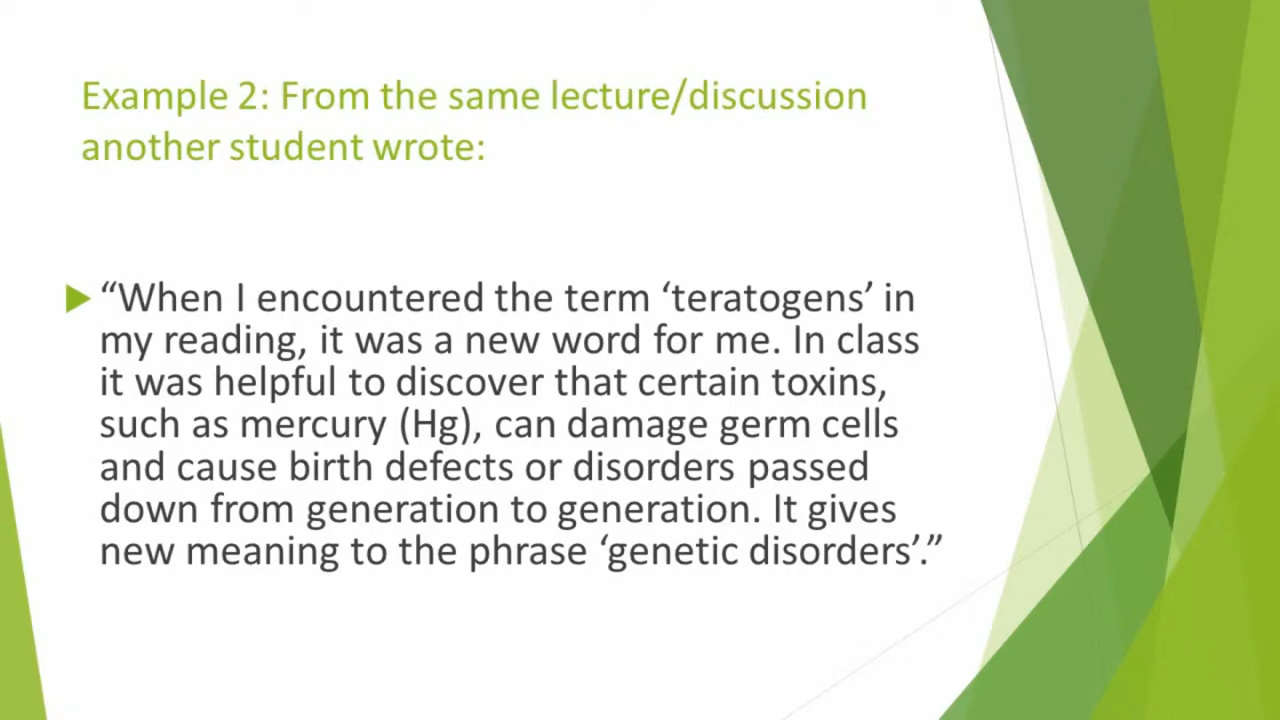 Example 2: From the same lecture/discussion
another student wrote:
“When I encountered the term ‘teratogens’ in
my reading, it was a new word for me. In class
it was helpful to discover that certain toxins,
such as mercury (Hg), can damage germ cells
and cause birth defects or disorders passed
down from generation to generation. It gives
new meaning to the phrase ‘genetic disorders’.”